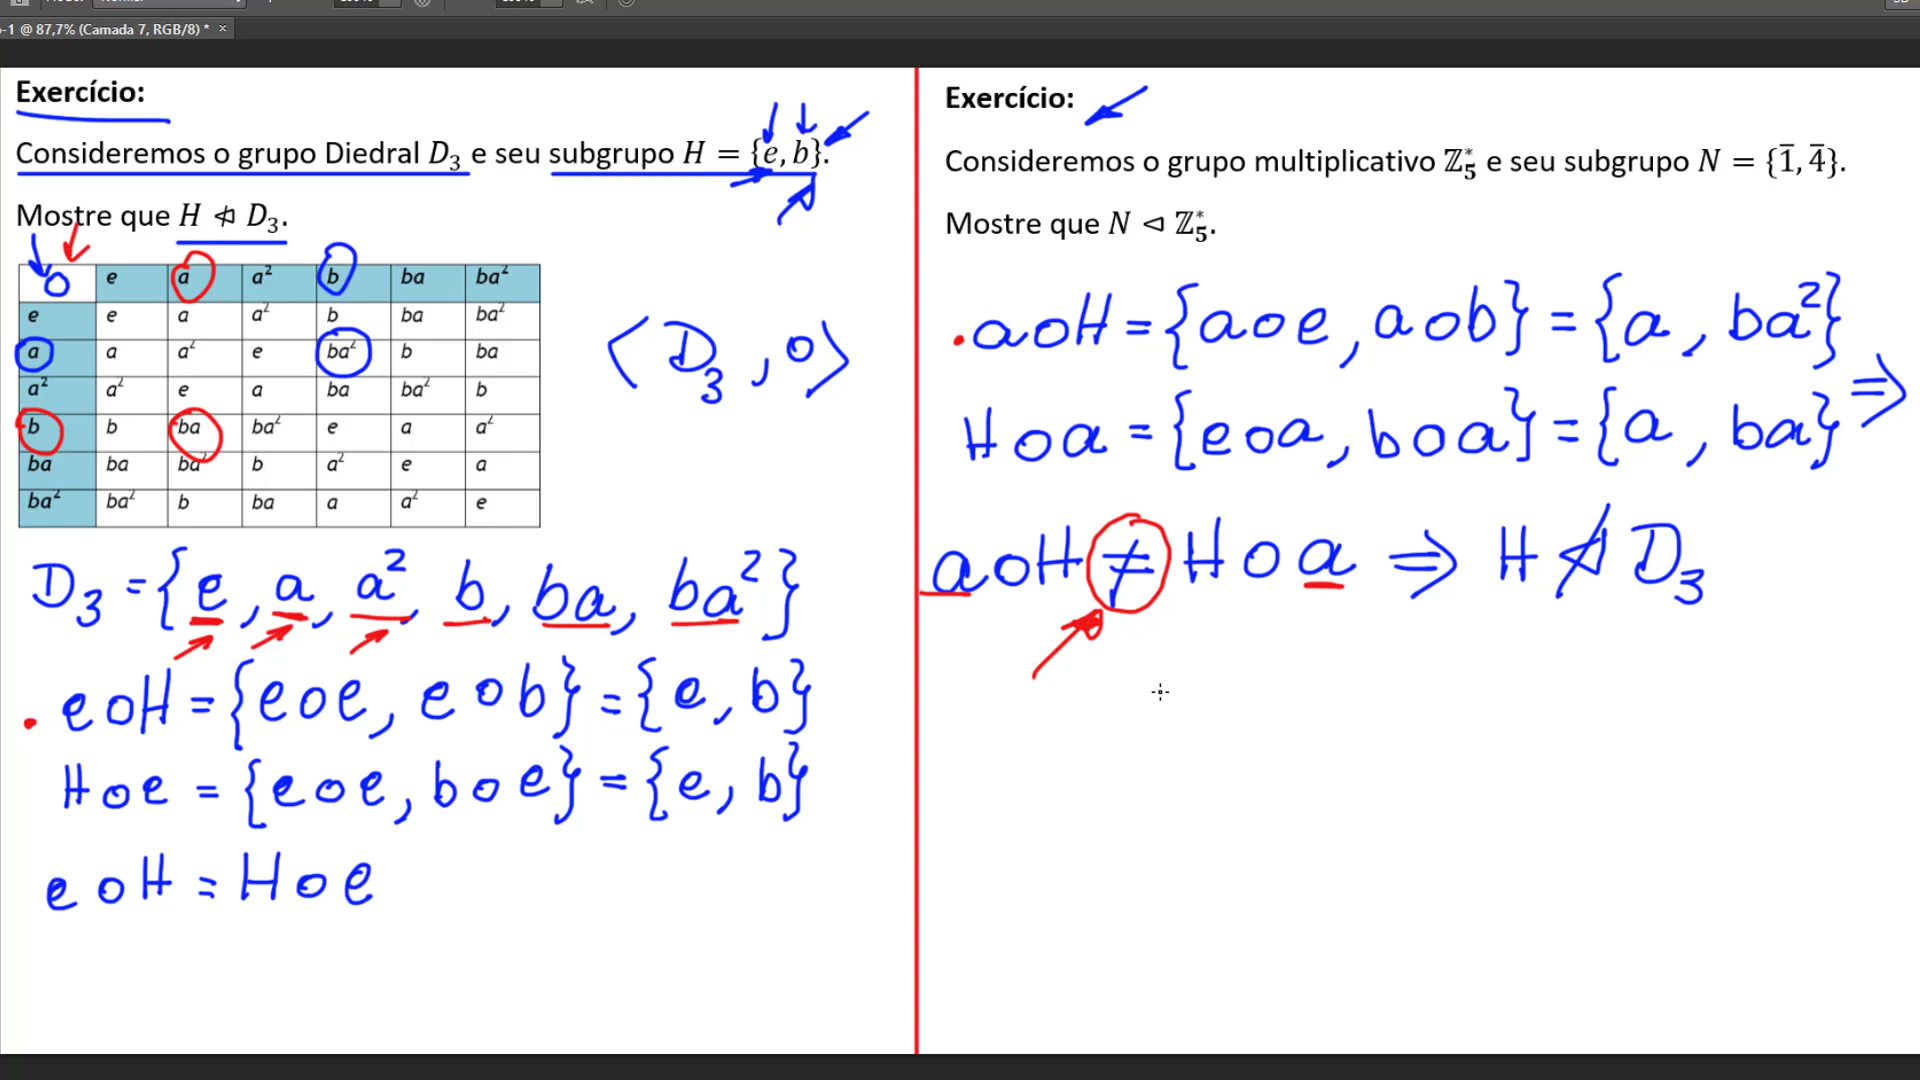 -1 @ 87,7% (Camada 7, RGB/8) * ×
Exercício:
Consideremos o grupo Diedral D₃ e seu subgrupo H = {e, b}.
Mostre que H ⋪ D₃.
o e a a² b ba ba²
e e a a² b ba ba²
a a a² e ba² b ba
a² a² e a ba ba² b
b b ba ba² e a a²
ba ba ba² b a² e a
ba² ba² b ba a a² e
⟨D₃, o⟩
D₃ = {e, a, a², b, ba, ba²}
• e o H = {e o e, e o b} = {e, b}
H o e = {e o e, b o e} = {e, b}
e o H = H o e
Exercício:
Consideremos o grupo multiplicativo ℤ₅* e seu subgrupo N = {1̄, 4̄}.
Mostre que N ⊲ ℤ₅*.
• a o H = {a o e, a o b} = {a, ba²}
H o a = {e o a, b o a} = {a, ba} ⇒
a o H ≠ H o a ⇒ H ⋪ D₃